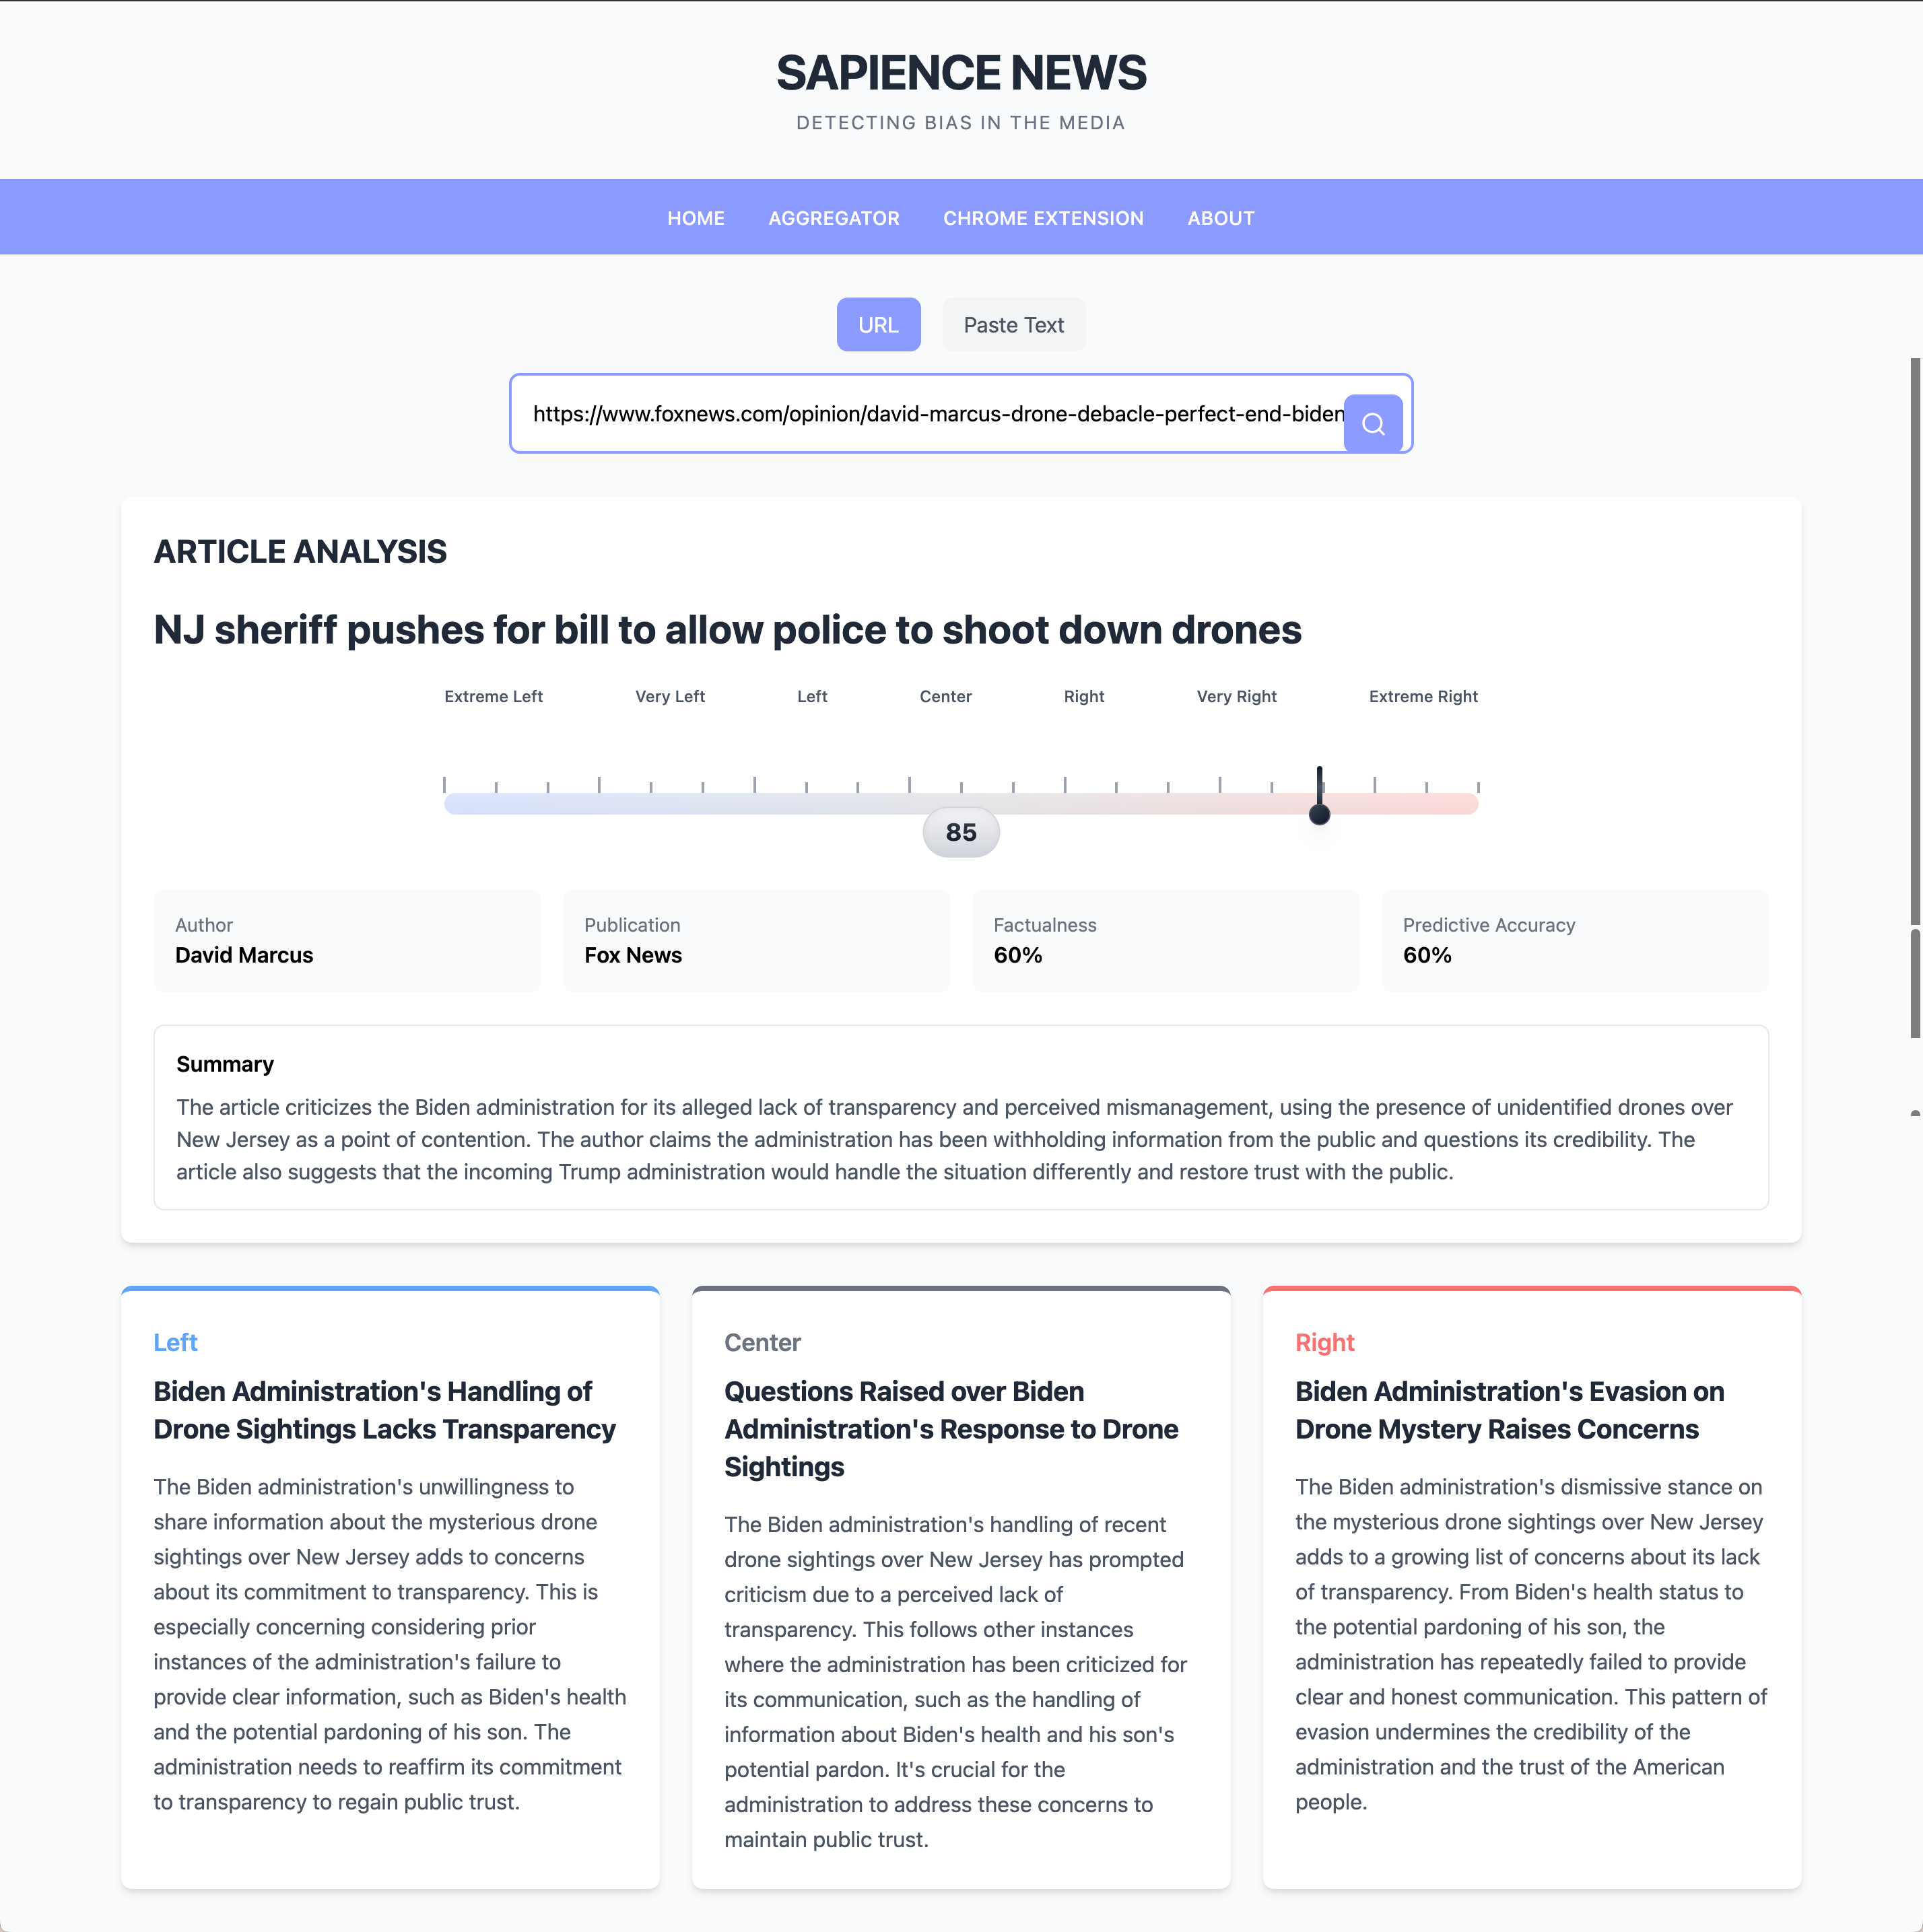 SAPIENCE NEWS
DETECTING BIAS IN THE MEDIA
HOME AGGREGATOR CHROME EXTENSION ABOUT
URL Paste Text
https://www.foxnews.com/opinion/david-marcus-drone-debacle-perfect-end-biden
ARTICLE ANALYSIS
NJ sheriff pushes for bill to allow police to shoot down drones
Extreme Left Very Left Left Center Right Very Right Extreme Right
85
Author
David Marcus
Publication
Fox News
Factualness
60%
Predictive Accuracy
60%
Summary
The article criticizes the Biden administration for its alleged lack of transparency and perceived mismanagement, using the presence of unidentified drones over
New Jersey as a point of contention. The author claims the administration has been withholding information from the public and questions its credibility. The
article also suggests that the incoming Trump administration would handle the situation differently and restore trust with the public.
Left
Biden Administration's Handling of
Drone Sightings Lacks Transparency
The Biden administration's unwillingness to
share information about the mysterious drone
sightings over New Jersey adds to concerns
about its commitment to transparency. This is
especially concerning considering prior
instances of the administration's failure to
provide clear information, such as Biden's health
and the potential pardoning of his son. The
administration needs to reaffirm its commitment
to transparency to regain public trust.
Center
Questions Raised over Biden
Administration's Response to Drone
Sightings
The Biden administration's handling of recent
drone sightings over New Jersey has prompted
criticism due to a perceived lack of
transparency. This follows other instances
where the administration has been criticized for
its communication, such as the handling of
information about Biden's health and his son's
potential pardon. It's crucial for the
administration to address these concerns to
maintain public trust.
Right
Biden Administration's Evasion on
Drone Mystery Raises Concerns
The Biden administration's dismissive stance on
the mysterious drone sightings over New Jersey
adds to a growing list of concerns about its lack
of transparency. From Biden's health status to
the potential pardoning of his son, the
administration has repeatedly failed to provide
clear and honest communication. This pattern of
evasion undermines the credibility of the
administration and the trust of the American
people.